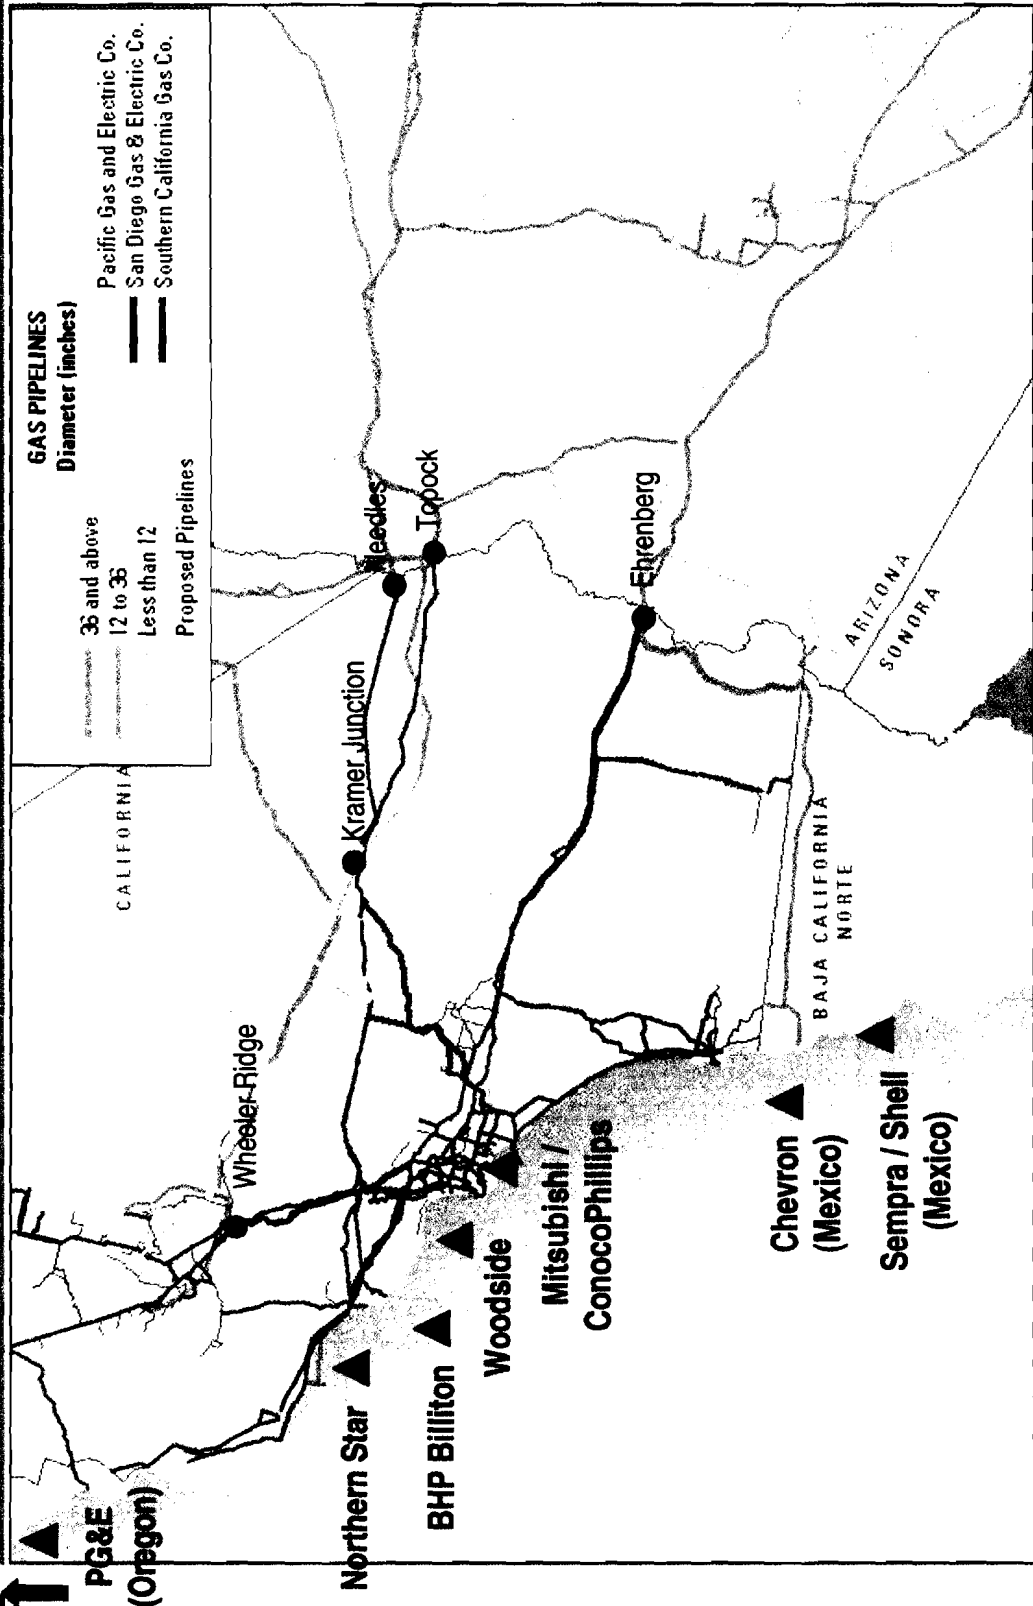 GAS PIPELINES
Diameter (inches)
36 and above
12 to 36
Less than 12
Proposed Pipelines
Pacific Gas and Electric Co.
San Diego Gas & Electric Co.
Southern California Gas Co.
CALIFORNIA
Needles
Topock
Kramer Junction
Wheeler Ridge
Ehrenberg
ARIZONA
SONORA
BAJA CALIFORNIA
NORTE
PG&E
(Oregon)
Northern Star
BHP Billiton
Woodside
Mitsubishi /
ConocoPhillips
Chevron
(Mexico)
Sempra / Shell
(Mexico)